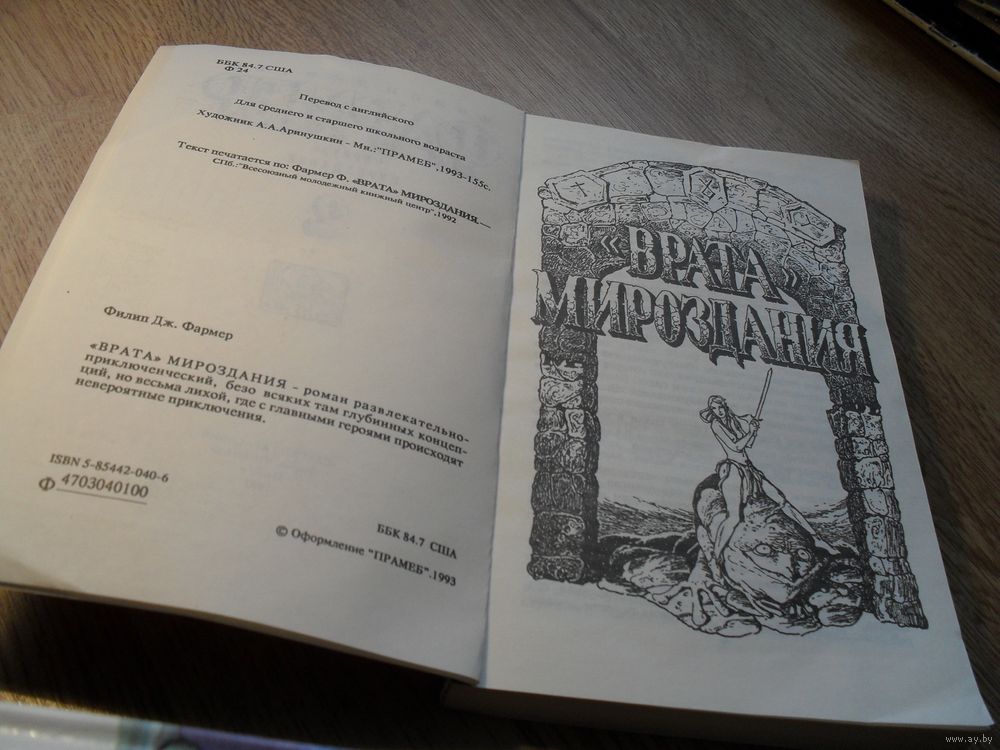 ББК 84.7 США
Ф 24
Перевод с английского
Для среднего и старшего школьного возраста
Художник А.А.Аринушкин - Мн.:"ПРАМЕБ",1993-155с.
Текст печатается по: Фармер Ф. «ВРАТА» МИРОЗДАНИЯ.—
СПб.:"Всесоюзный молодежный книжный центр",1992
Филип Дж. Фармер
«ВРАТА» МИРОЗДАНИЯ - роман развлекательно-
приключенческий, безо всяких там глубинных концеп-
ций, но весьма лихой, где с главными героями происходят
невероятные приключения.
ISBN 5-85442-040-6
Ф 4703040100
ББК 84.7 США
© Оформление "ПРАМЕБ".1993
«ВРАТА»
МИРОЗДАНИЯ
www.ay.by